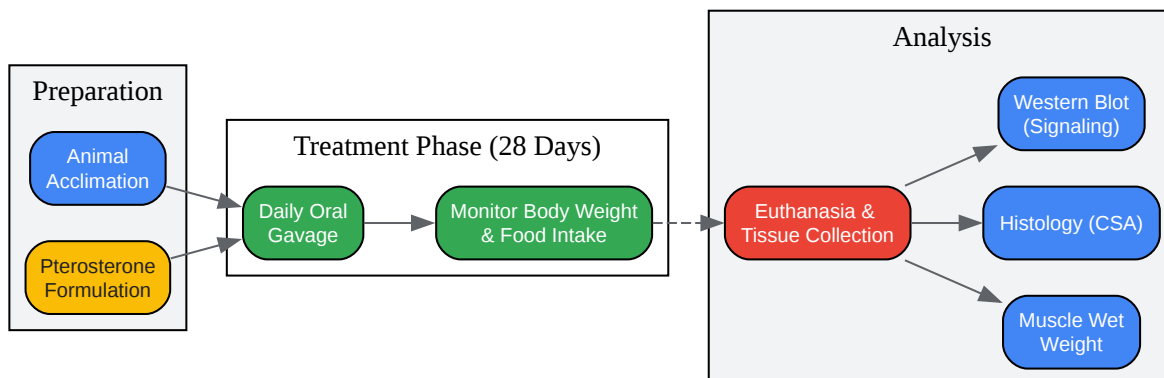 Preparation
Animal
Acclimation
Pterosterone
Formulation
Treatment Phase (28 Days)
Daily Oral
Gavage
Monitor Body Weight
& Food Intake
Analysis
Euthanasia &
Tissue Collection
Western Blot
(Signaling)
Histology (CSA)
Muscle Wet
Weight